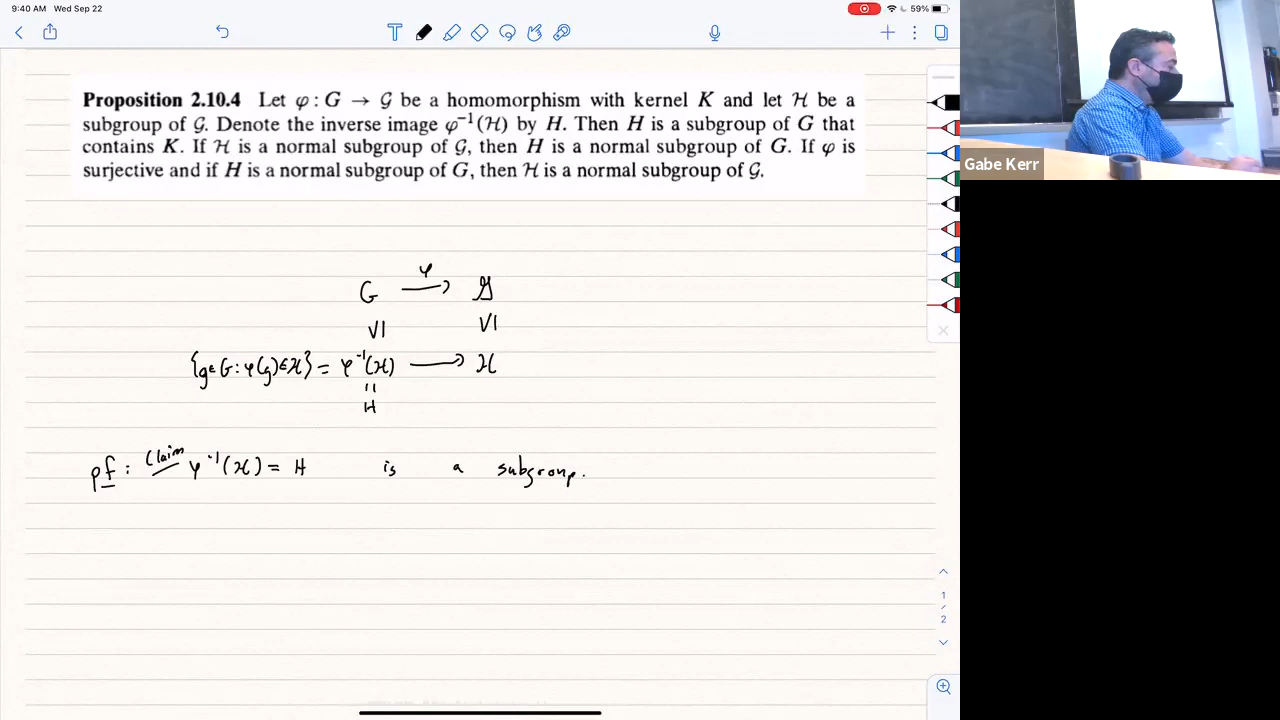 9:40 AM Wed Sep 22
59%
Proposition 2.10.4 Let φ : G → 𝒢 be a homomorphism with kernel K and let ℋ be a
subgroup of 𝒢. Denote the inverse image φ⁻¹(ℋ) by H. Then H is a subgroup of G that
contains K. If ℋ is a normal subgroup of 𝒢, then H is a normal subgroup of G. If φ is
surjective and if H is a normal subgroup of G, then ℋ is a normal subgroup of 𝒢.
φ
G ⟶ 𝒢
VI VI
{g∈G : φ(g)∈ℋ} = φ⁻¹(ℋ) ⟶ ℋ
"
H
pf : Claim φ⁻¹(ℋ) = H is a subgroup.
1
/
2
Gabe Kerr